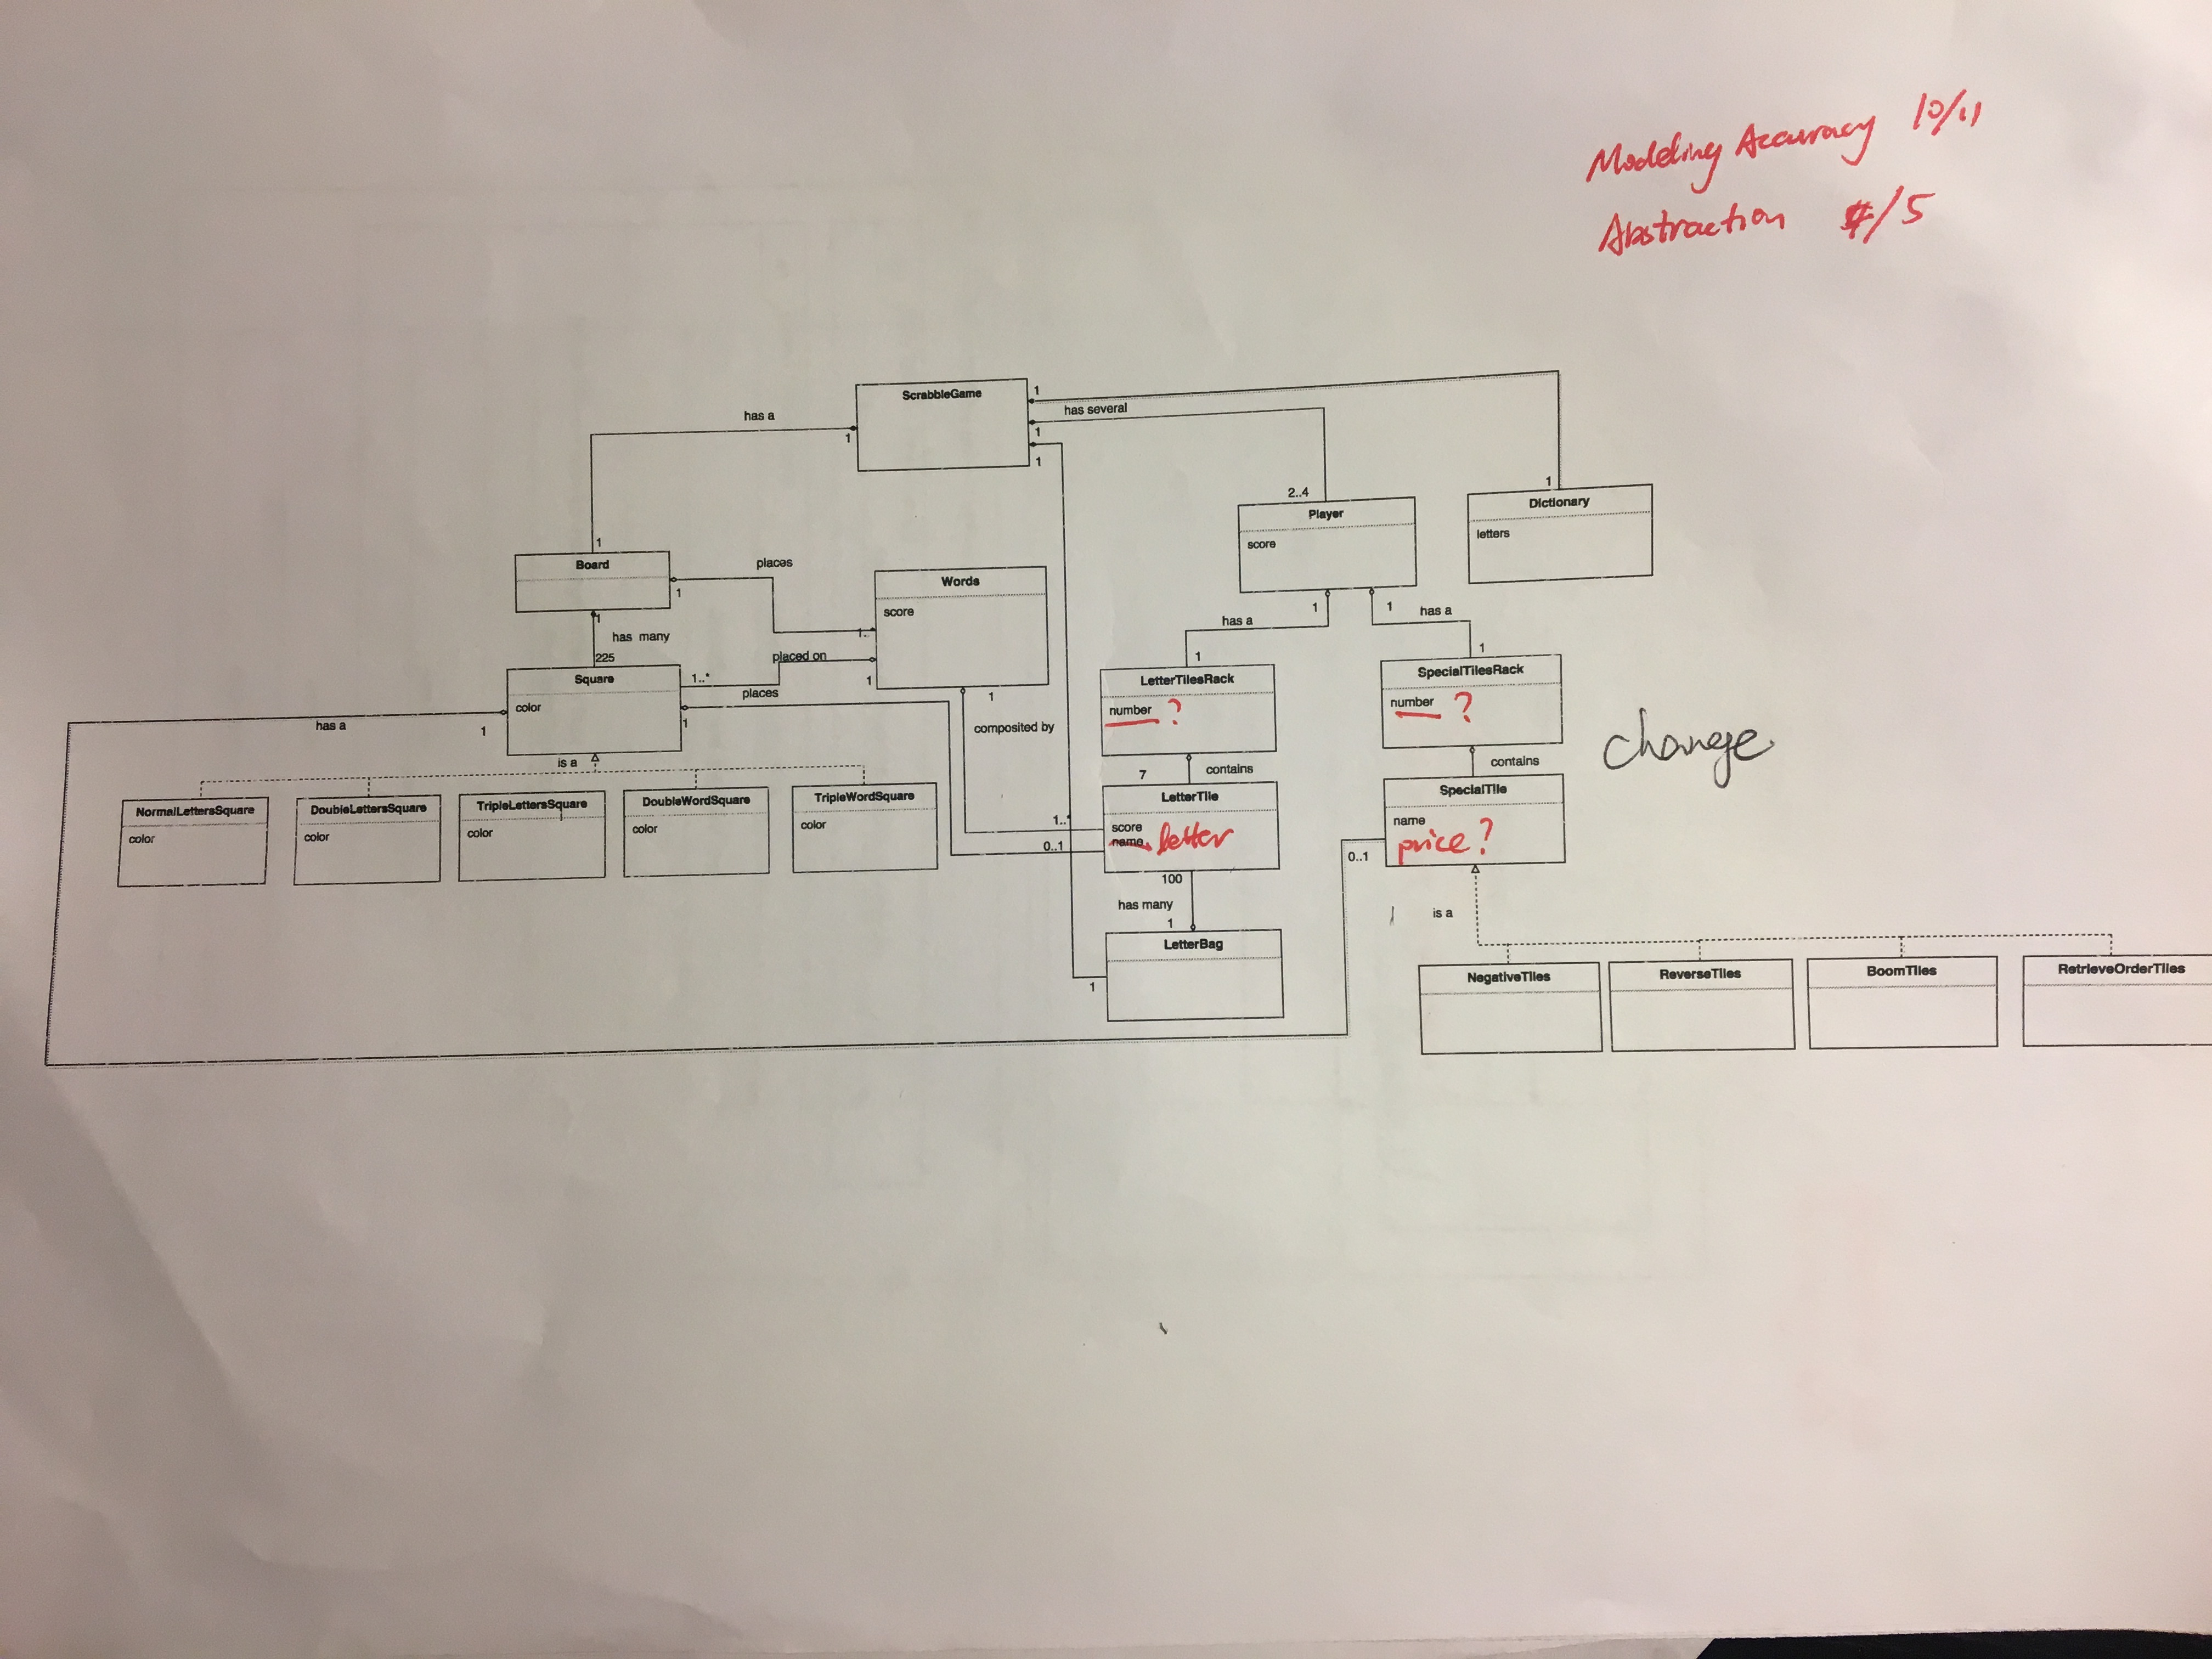 Modeling Accuracy 10/11
Abstraction 4/5
ScrabbleGame
1
has several
1
1
has a
1
1
2..4
Player
score
1
Dictionary
letters
Board
1
places
1..
Words
score
1
has many
225
placed on
1
1..*
places
1
Square
color
has a
1
is a
NormalLettersSquare
color
DoubleLettersSquare
color
TripleLettersSquare
color
DoubleWordSquare
color
TripleWordSquare
color
1
composited by
1..*
0..1
1
has a
1
1
has a
1
LetterTilesRack
number ?
SpecialTilesRack
number ?
change
7
contains
contains
LetterTile
score
name letter
SpecialTile
name
price?
0..1
100
has many
1
LetterBag
1
is a
NegativeTiles
ReverseTiles
BoomTiles
RetrieveOrderTiles